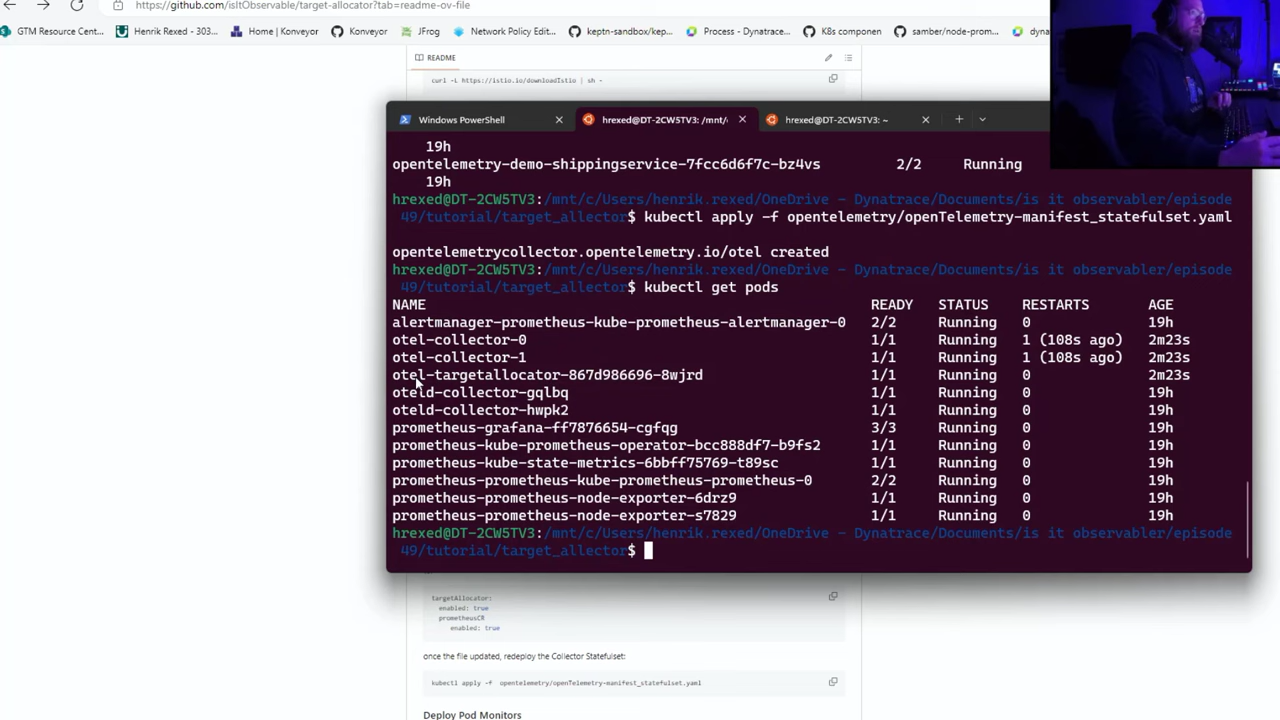 https://github.com/isItObservable/target-allocator?tab=readme-ov-file
GTM Resource Cent... Henrik Rexed - 303... Home | Konveyor Konveyor JFrog Network Policy Edit... keptn-sandbox/kep... Process - Dynatrace... K8s componen samber/node-prom... dyna
README
curl -L https://istio.io/downloadIstio | sh -
Windows PowerShell hrexed@DT-2CW5TV3: /mnt/ hrexed@DT-2CW5TV3: ~
19h
opentelemetry-demo-shippingservice-7fcc6d6f7c-bz4vs 2/2 Running
19h
hrexed@DT-2CW5TV3:/mnt/c/Users/henrik.rexed/OneDrive - Dynatrace/Documents/is it observabler/episode
49/tutorial/target_allector$ kubectl apply -f opentelemetry/openTelemetry-manifest_statefulset.yaml
opentelemetrycollector.opentelemetry.io/otel created
hrexed@DT-2CW5TV3:/mnt/c/Users/henrik.rexed/OneDrive - Dynatrace/Documents/is it observabler/episode
49/tutorial/target_allector$ kubectl get pods
NAME READY STATUS RESTARTS AGE
alertmanager-prometheus-kube-prometheus-alertmanager-0 2/2 Running 0 19h
otel-collector-0 1/1 Running 1 (108s ago) 2m23s
otel-collector-1 1/1 Running 1 (108s ago) 2m23s
otel-targetallocator-867d986696-8wjrd 1/1 Running 0 2m23s
oteld-collector-gqlbq 1/1 Running 0 19h
oteld-collector-hwpk2 1/1 Running 0 19h
prometheus-grafana-ff7876654-cgfqg 3/3 Running 0 19h
prometheus-kube-prometheus-operator-bcc888df7-b9fs2 1/1 Running 0 19h
prometheus-kube-state-metrics-6bbff75769-t89sc 1/1 Running 0 19h
prometheus-prometheus-kube-prometheus-prometheus-0 2/2 Running 0 19h
prometheus-prometheus-node-exporter-6drz9 1/1 Running 0 19h
prometheus-prometheus-node-exporter-s7829 1/1 Running 0 19h
hrexed@DT-2CW5TV3:/mnt/c/Users/henrik.rexed/OneDrive - Dynatrace/Documents/is it observabler/episode
49/tutorial/target_allector$
targetAllocator:
enabled: true
prometheusCR
enabled: true
once the file updated, redeploy the Collector Statefulset:
kubectl apply -f opentelemetry/openTelemetry-manifest_statefulset.yaml
Deploy Pod Monitors